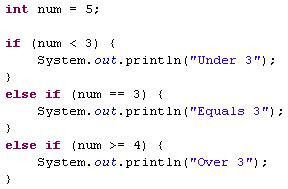 int num = 5;
if (num < 3) {
System.out.println("Under 3");
}
else if (num == 3) {
System.out.println("Equals 3");
}
else if (num >= 4) {
System.out.println("Over 3");
}